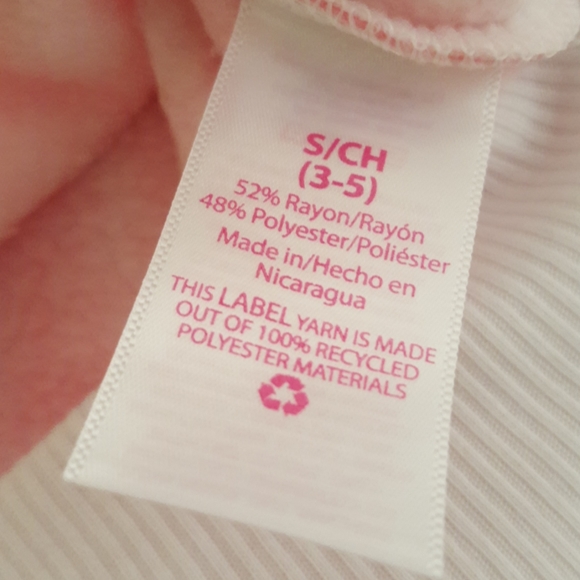 S/CH
(3-5)
52% Rayon/Rayón
48% Polyester/Poliéster
Made in/Hecho en
Nicaragua
THIS LABEL YARN IS MADE
OUT OF 100% RECYCLED
POLYESTER MATERIALS